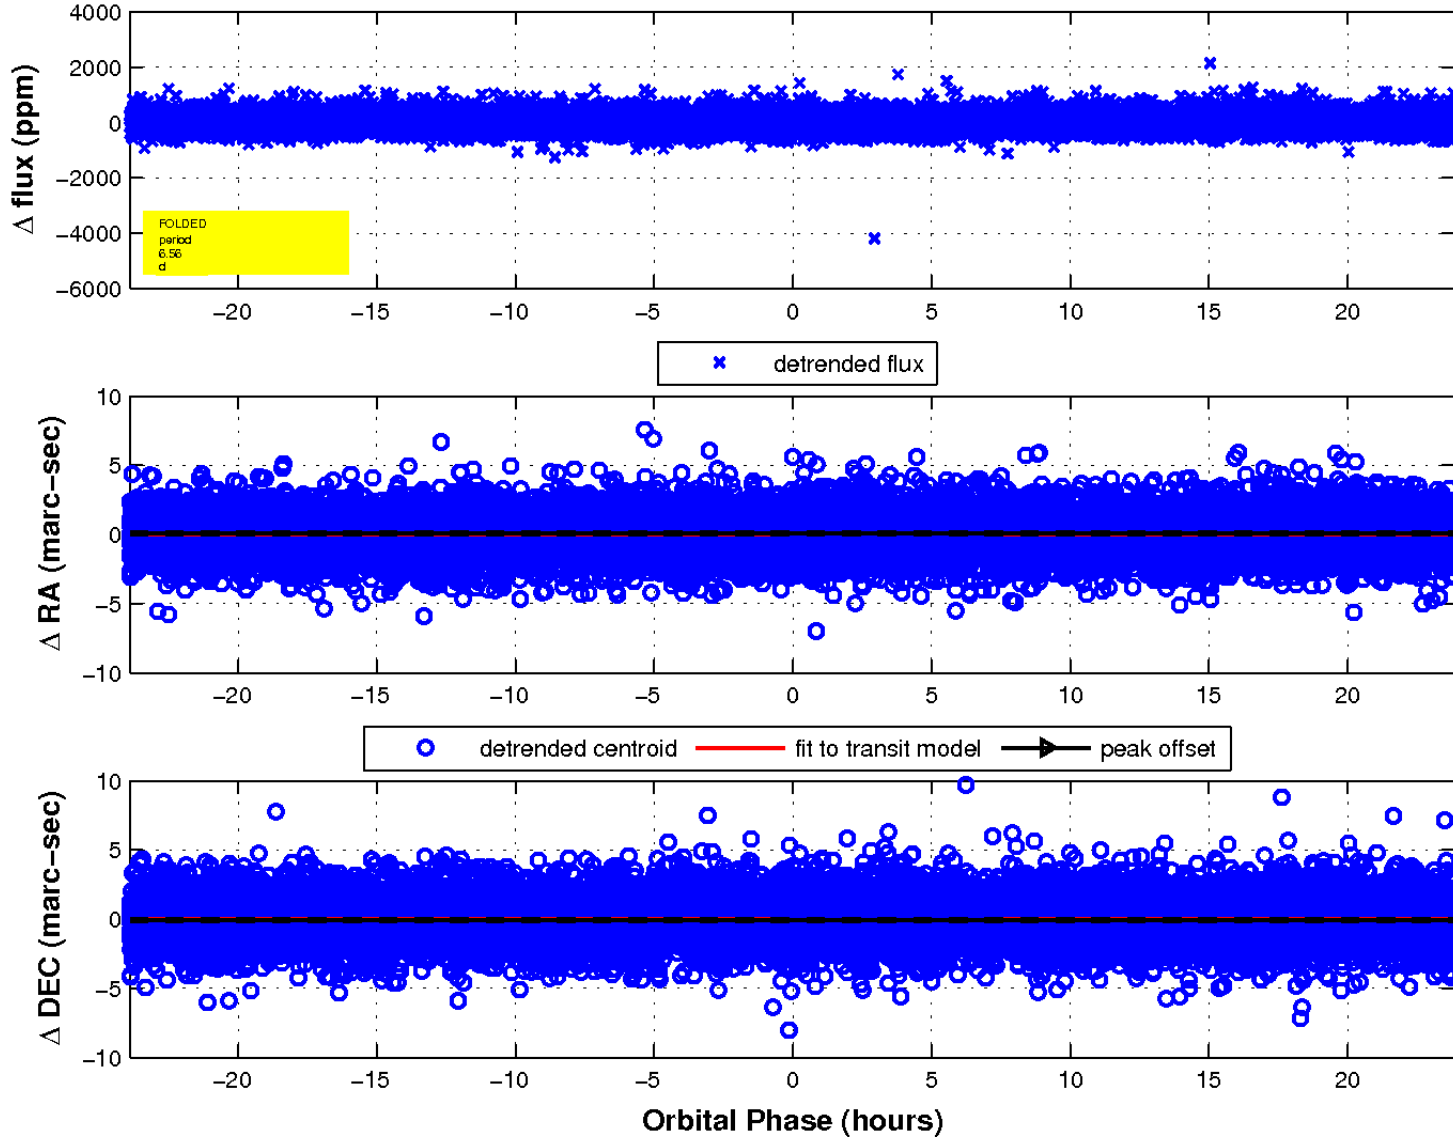 4000
2000
0
−2000
−4000
−6000
Δ flux (ppm)
FOLDED
period
6.56
d
−20 −15 −10 −5 0 5 10 15 20
detrended flux
10
5
0
−5
−10
Δ RA (marc−sec)
−20 −15 −10 −5 0 5 10 15 20
detrended centroid fit to transit model peak offset
10
5
0
−5
−10
Δ DEC (marc−sec)
−20 −15 −10 −5 0 5 10 15 20
Orbital Phase (hours)